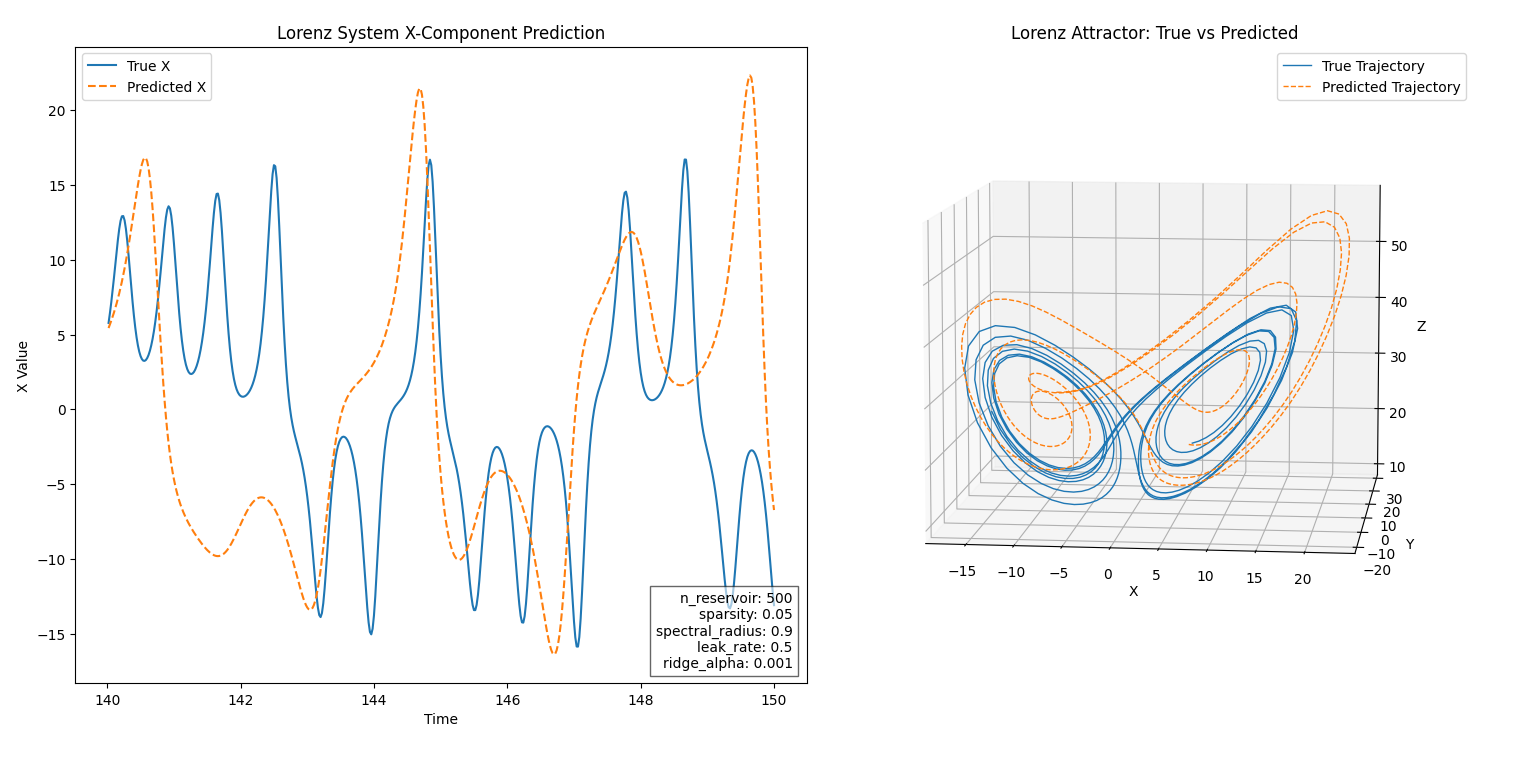 Lorenz System X-Component Prediction
True X
Predicted X
20
15
10
5
0
−5
−10
−15
X Value
140
142
144
146
148
150
Time
n_reservoir: 500
sparsity: 0.05
spectral_radius: 0.9
leak_rate: 0.5
ridge_alpha: 0.001
Lorenz Attractor: True vs Predicted
True Trajectory
Predicted Trajectory
50
40
30
20
10
Z
30
20
10
0
−10
−20
Y
−15
−10
−5
0
5
10
15
20
X